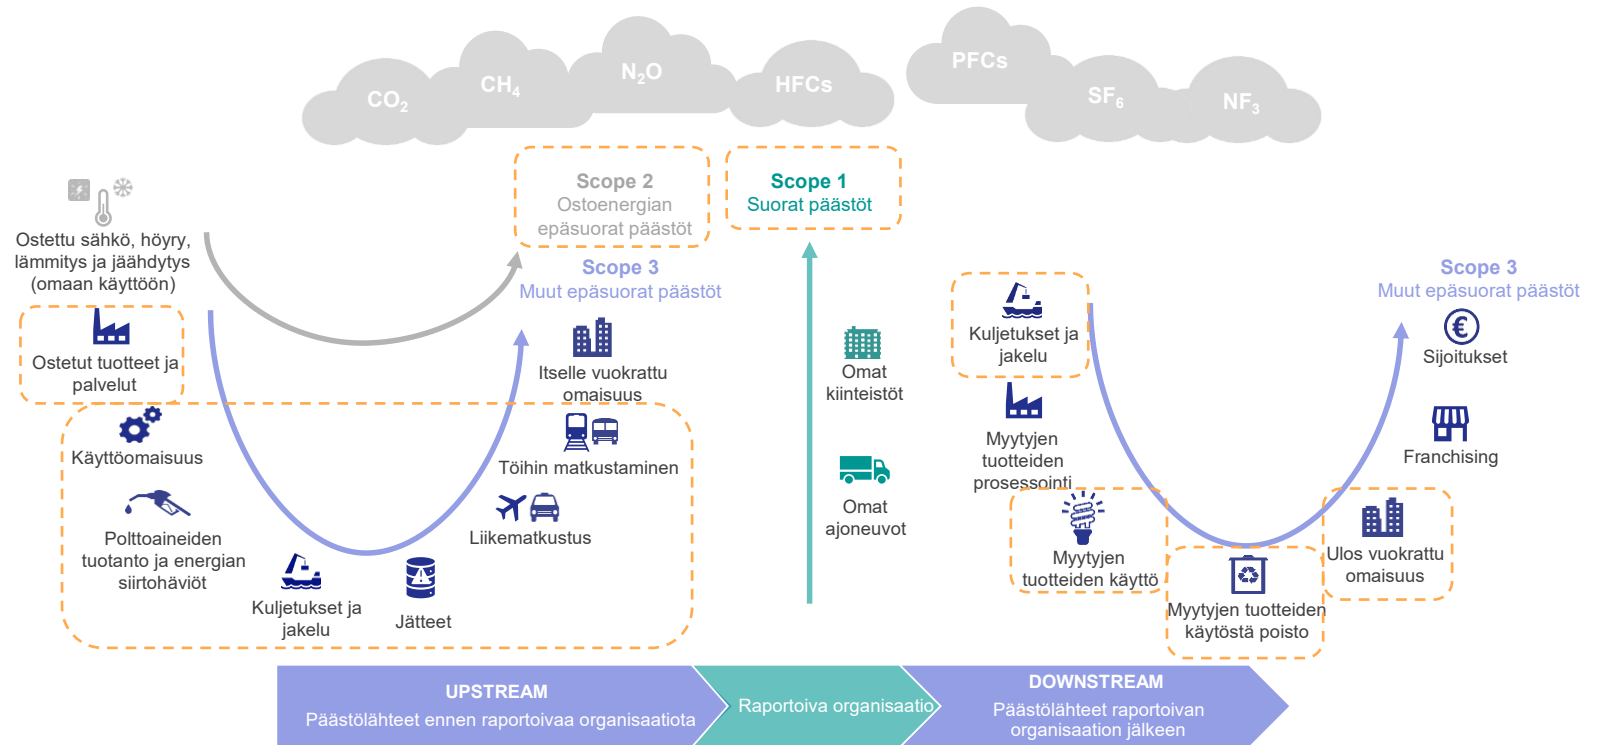 CO2
CH4
N2O
HFCs
PFCs
SF6
NF3
Ostettu sähkö, höyry,
lämmitys ja jäähdytys
(omaan käyttöön)
Scope 2
Ostoenergian
epäsuorat päästöt
Scope 1
Suorat päästöt
Scope 3
Muut epäsuorat päästöt
Ostetut tuotteet ja
palvelut
Käyttöomaisuus
Polttoaineiden
tuotanto ja energian
siirtohäviöt
Kuljetukset ja
jakelu
Jätteet
Liikematkustus
Töihin matkustaminen
Itselle vuokrattu
omaisuus
Omat
kiinteistöt
Omat
ajoneuvot
Kuljetukset ja
jakelu
Myytyjen
tuotteiden
prosessointi
Myytyjen
tuotteiden käyttö
Myytyjen tuotteiden
käytöstä poisto
Ulos vuokrattu
omaisuus
Franchising
€
Sijoitukset
Scope 3
Muut epäsuorat päästöt
UPSTREAM
Päästölähteet ennen raportoivaa organisaatiota
Raportoiva organisaatio
DOWNSTREAM
Päästölähteet raportoivan
organisaation jälkeen